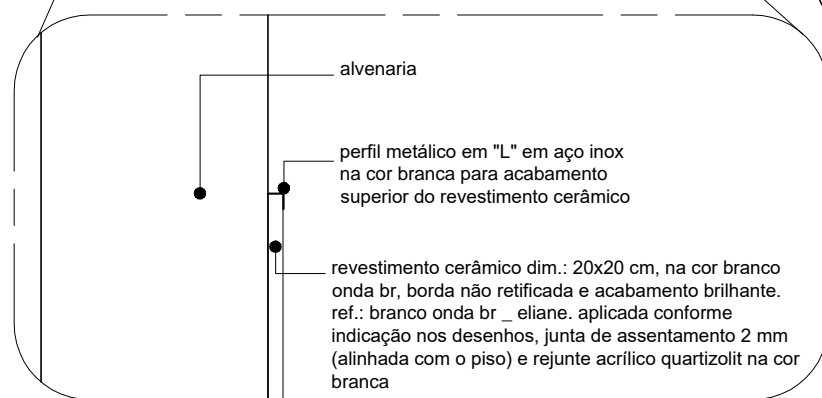 alvenaria
perfil metálico em "L" em aço inox
na cor branca para acabamento
superior do revestimento cerâmico
revestimento cerâmico dim.: 20x20 cm, na cor branco
onda br, borda não retificada e acabamento brilhante.
ref.: branco onda br _ eliane. aplicada conforme
indicação nos desenhos, junta de assentamento 2 mm
(alinhada com o piso) e rejunte acrílico quartizolit na cor
branca